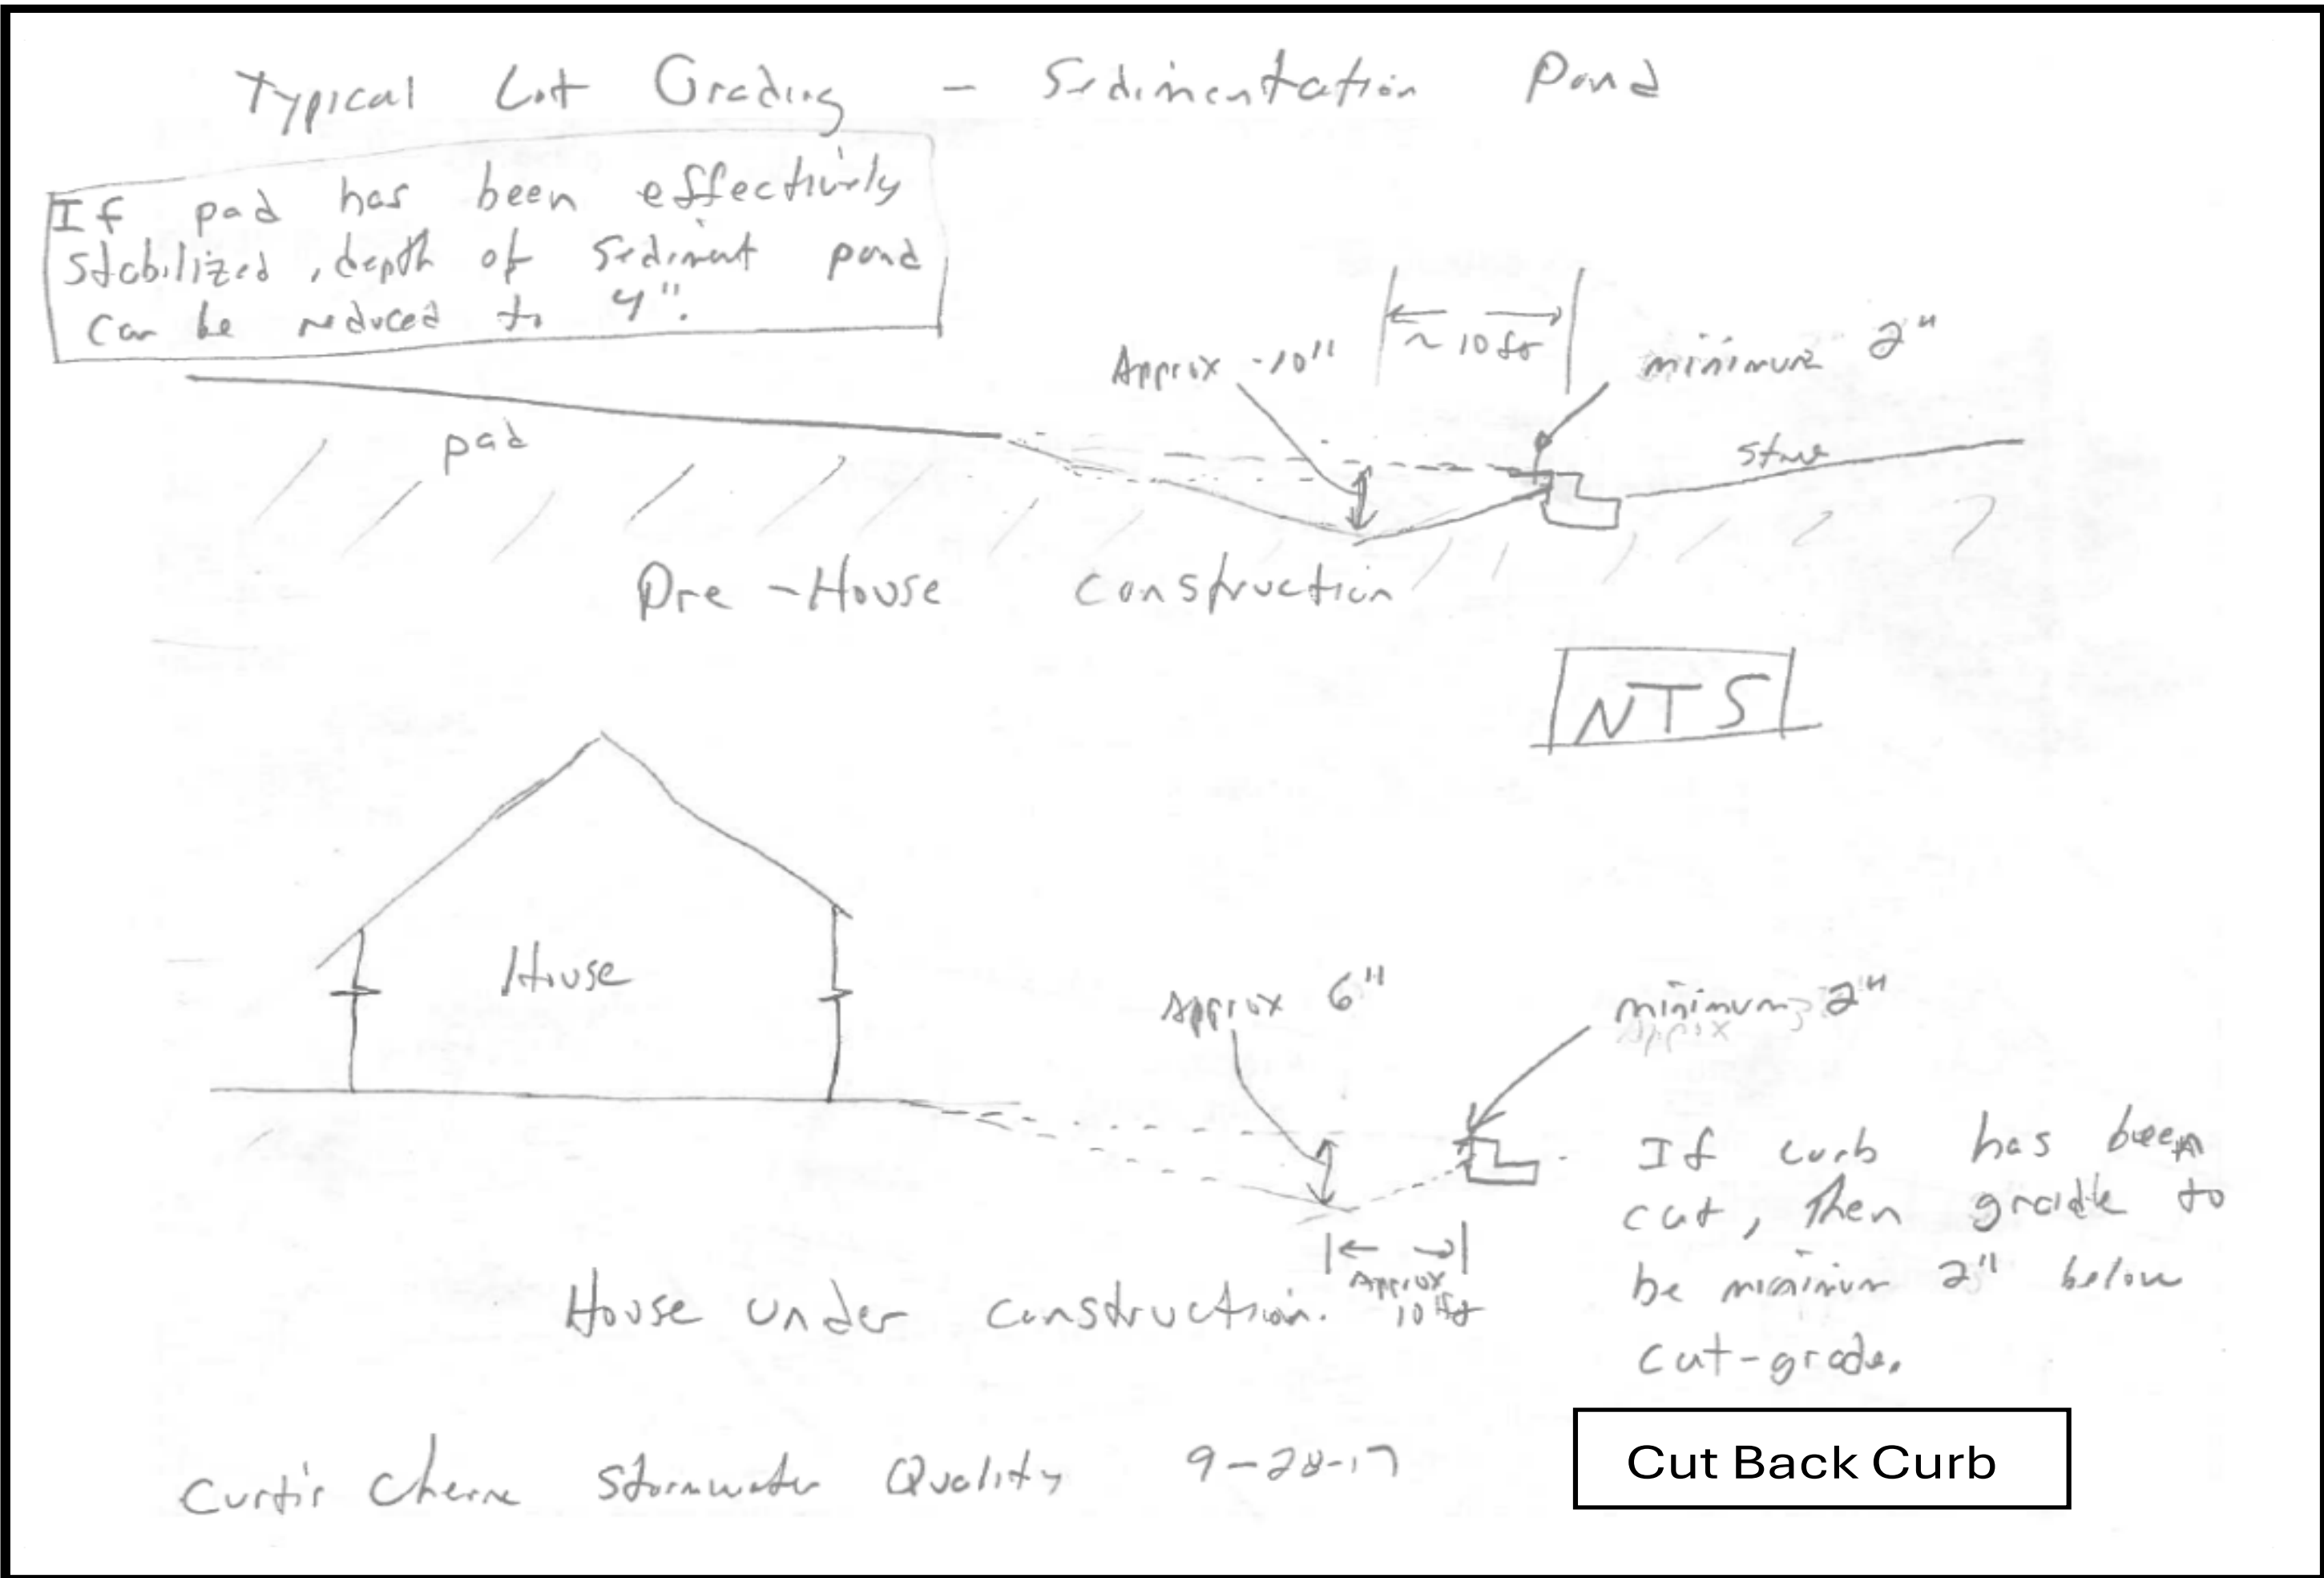 Typical Lot Grading - Sedimentation Pond
If pad has been effectively
stabilized, depth of sediment pond
can be reduced to 4".
~ 10 ft
Approx -10"
minimum 2"
pad
Pre-House Construction
NTS
House
Approx 6"
minimum 2"
Approx
If curb has been
cut, then grade to
be minimum 2" below
cut-grade.
Approx
10 ft
House under construction.
Curtis Cherne Stormwater Quality 9-28-17
Cut Back Curb